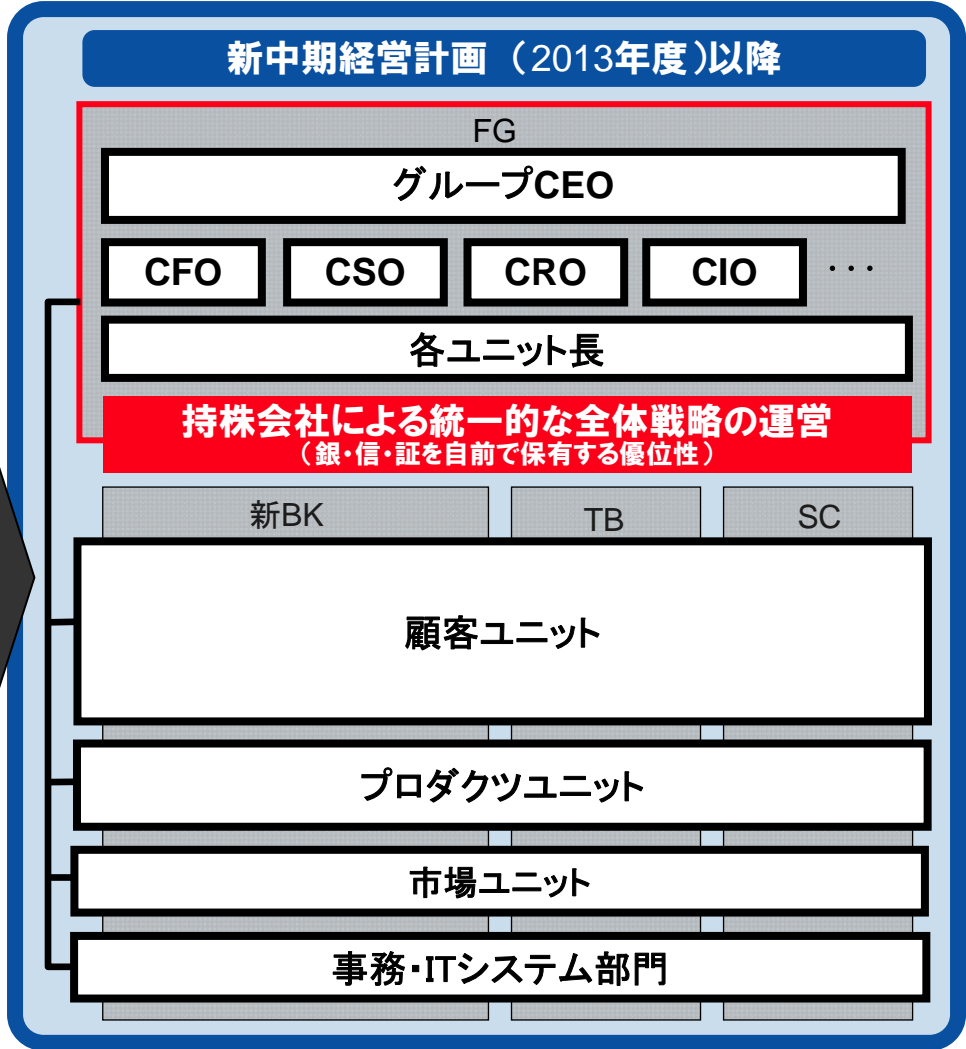 新中期経営計画 （2013年度）以降
FG
グループCEO
CFO CSO CRO CIO ･･･
各ユニット長
持株会社による統一的な全体戦略の運営
（銀・信・証を自前で保有する優位性）
新BK TB SC
顧客ユニット
プロダクツユニット
市場ユニット
事務・ITシステム部門